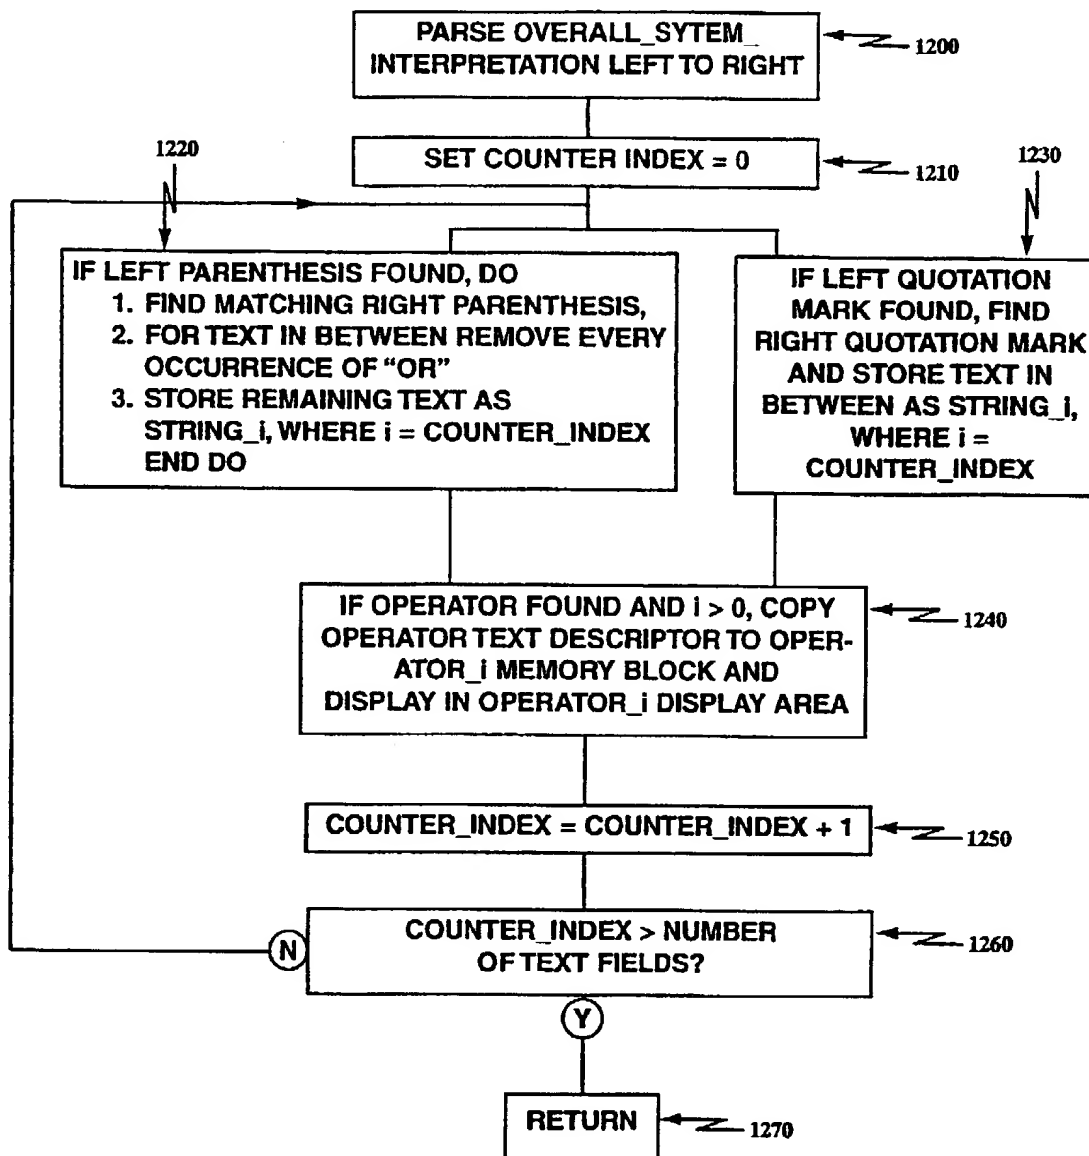 PARSE OVERALL_SYTEM_
INTERPRETATION LEFT TO RIGHT
1200
SET COUNTER INDEX = 0
1210
1220
1230
IF LEFT PARENTHESIS FOUND, DO
1. FIND MATCHING RIGHT PARENTHESIS,
2. FOR TEXT IN BETWEEN REMOVE EVERY
OCCURRENCE OF “OR”
3. STORE REMAINING TEXT AS
STRING_i, WHERE i = COUNTER_INDEX
END DO
IF LEFT QUOTATION
MARK FOUND, FIND
RIGHT QUOTATION MARK
AND STORE TEXT IN
BETWEEN AS STRING_i,
WHERE i =
COUNTER_INDEX
IF OPERATOR FOUND AND i > 0, COPY
OPERATOR TEXT DESCRIPTOR TO OPER-
ATOR_i MEMORY BLOCK AND
DISPLAY IN OPERATOR_i DISPLAY AREA
1240
COUNTER_INDEX = COUNTER_INDEX + 1
1250
COUNTER_INDEX > NUMBER
OF TEXT FIELDS?
1260
N
Y
RETURN
1270